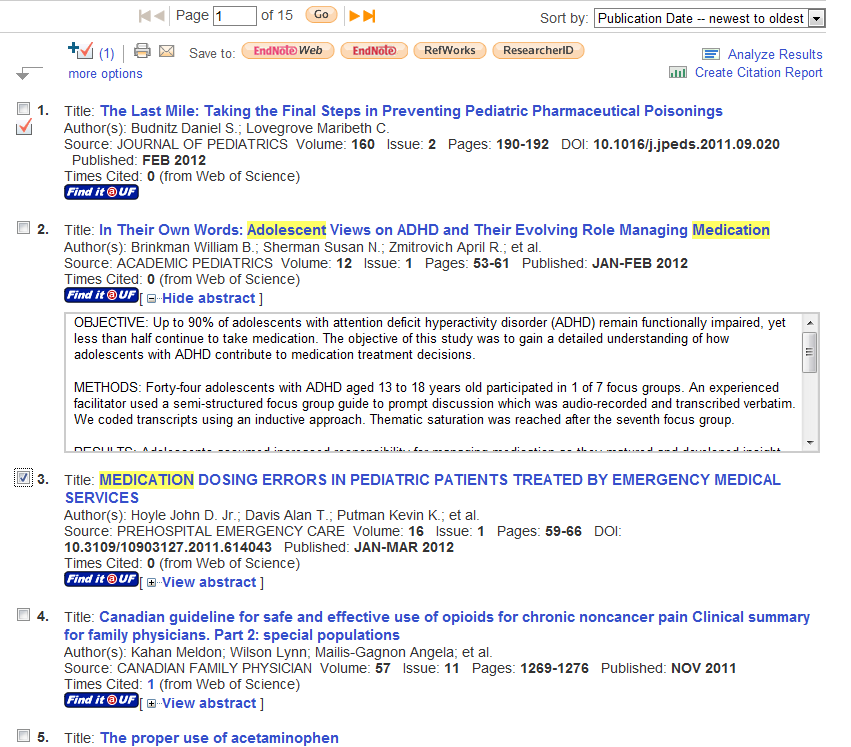 Page 1 of 15 Go Sort by: Publication Date -- newest to oldest
(1) Save to: EndNote Web EndNote RefWorks ResearcherID Analyze Results
more options Create Citation Report
1. Title: The Last Mile: Taking the Final Steps in Preventing Pediatric Pharmaceutical Poisonings
Author(s): Budnitz Daniel S.; Lovegrove Maribeth C.
Source: JOURNAL OF PEDIATRICS Volume: 160 Issue: 2 Pages: 190-192 DOI: 10.1016/j.jpeds.2011.09.020
Published: FEB 2012
Times Cited: 0 (from Web of Science)
Find it @ UF
2. Title: In Their Own Words: Adolescent Views on ADHD and Their Evolving Role Managing Medication
Author(s): Brinkman William B.; Sherman Susan N.; Zmitrovich April R.; et al.
Source: ACADEMIC PEDIATRICS Volume: 12 Issue: 1 Pages: 53-61 Published: JAN-FEB 2012
Times Cited: 0 (from Web of Science)
Find it @ UF [ Hide abstract ]
OBJECTIVE: Up to 90% of adolescents with attention deficit hyperactivity disorder (ADHD) remain functionally impaired, yet
less than half continue to take medication. The objective of this study was to gain a detailed understanding of how
adolescents with ADHD contribute to medication treatment decisions.
METHODS: Forty-four adolescents with ADHD aged 13 to 18 years old participated in 1 of 7 focus groups. An experienced
facilitator used a semi-structured focus group guide to prompt discussion which was audio-recorded and transcribed verbatim.
We coded transcripts using an inductive approach. Thematic saturation was reached after the seventh focus group.
RESULTS: Adolescents assumed increased responsibility for managing medication as they matured and developed insight
3. Title: MEDICATION DOSING ERRORS IN PEDIATRIC PATIENTS TREATED BY EMERGENCY MEDICAL
SERVICES
Author(s): Hoyle John D. Jr.; Davis Alan T.; Putman Kevin K.; et al.
Source: PREHOSPITAL EMERGENCY CARE Volume: 16 Issue: 1 Pages: 59-66 DOI:
10.3109/10903127.2011.614043 Published: JAN-MAR 2012
Times Cited: 0 (from Web of Science)
Find it @ UF [ View abstract ]
4. Title: Canadian guideline for safe and effective use of opioids for chronic noncancer pain Clinical summary
for family physicians. Part 2: special populations
Author(s): Kahan Meldon; Wilson Lynn; Mailis-Gagnon Angela; et al.
Source: CANADIAN FAMILY PHYSICIAN Volume: 57 Issue: 11 Pages: 1269-1276 Published: NOV 2011
Times Cited: 1 (from Web of Science)
Find it @ UF [ View abstract ]
5. Title: The proper use of acetaminophen